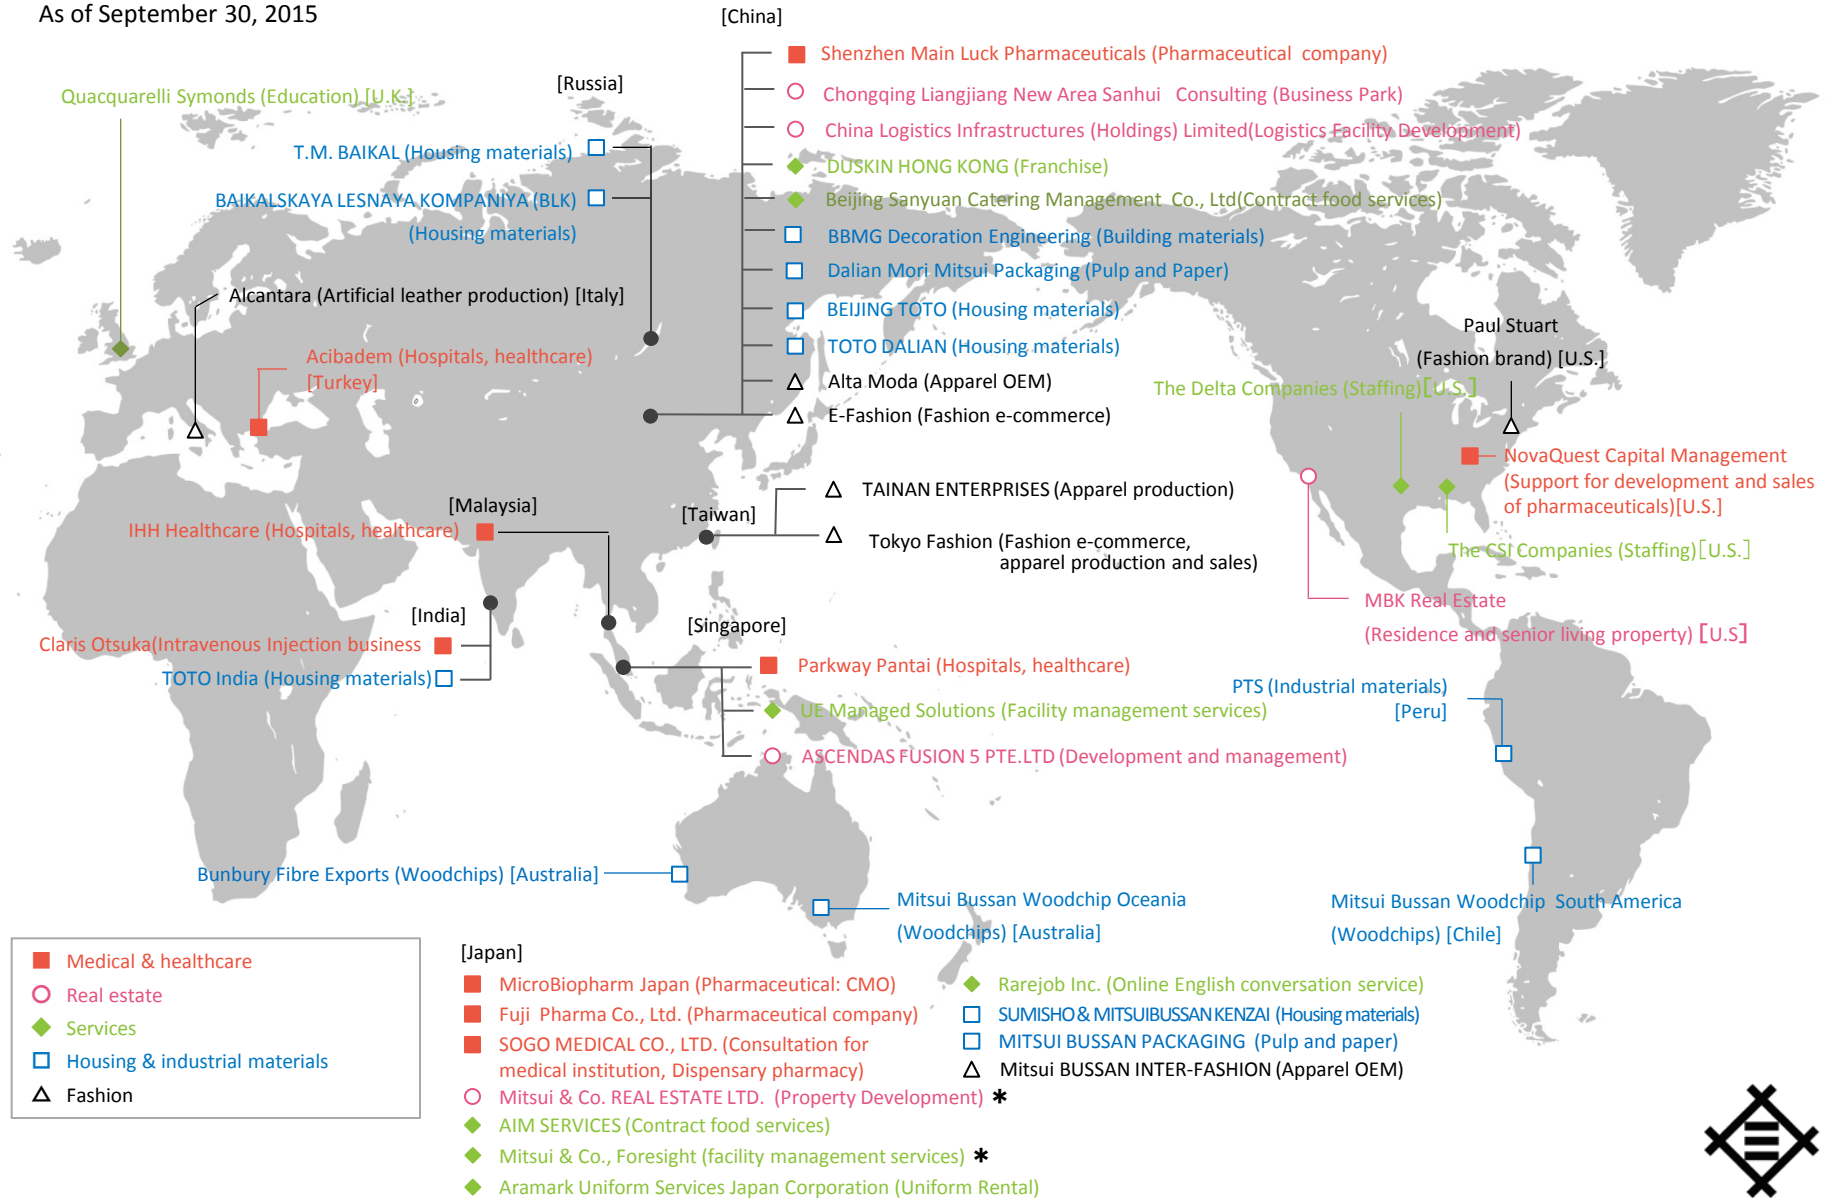 As of September 30, 2015
[China]
Shenzhen Main Luck Pharmaceuticals (Pharmaceutical company)
Chongqing Liangjiang New Area Sanhui Consulting (Business Park)
China Logistics Infrastructures (Holdings) Limited(Logistics Facility Development)
DUSKIN HONG KONG (Franchise)
Beijing Sanyuan Catering Management Co., Ltd(Contract food services)
BBMG Decoration Engineering (Building materials)
Dalian Mori Mitsui Packaging (Pulp and Paper)
BEIJING TOTO (Housing materials)
TOTO DALIAN (Housing materials)
Alta Moda (Apparel OEM)
E-Fashion (Fashion e-commerce)
[Russia]
T.M. BAIKAL (Housing materials)
BAIKALSKAYA LESNAYA KOMPANIYA (BLK)
(Housing materials)
Quacquarelli Symonds (Education) [U.K.]
Alcantara (Artificial leather production) [Italy]
Acibadem (Hospitals, healthcare)
[Turkey]
Paul Stuart
(Fashion brand) [U.S.]
The Delta Companies (Staffing)[U.S.]
NovaQuest Capital Management
(Support for development and sales
of pharmaceuticals)[U.S.]
The CSI Companies (Staffing)[U.S.]
MBK Real Estate
(Residence and senior living property) [U.S]
[Taiwan]
TAINAN ENTERPRISES (Apparel production)
Tokyo Fashion (Fashion e-commerce,
apparel production and sales)
[Malaysia]
IHH Healthcare (Hospitals, healthcare)
[India]
Claris Otsuka(Intravenous Injection business
TOTO India (Housing materials)
[Singapore]
Parkway Pantai (Hospitals, healthcare)
UE Managed Solutions (Facility management services)
ASCENDAS FUSION 5 PTE.LTD (Development and management)
PTS (Industrial materials)
[Peru]
Bunbury Fibre Exports (Woodchips) [Australia]
Mitsui Bussan Woodchip Oceania
(Woodchips) [Australia]
Mitsui Bussan Woodchip South America
(Woodchips) [Chile]
Medical & healthcare
Real estate
Services
Housing & industrial materials
Fashion
[Japan]
MicroBiopharm Japan (Pharmaceutical: CMO)
Fuji Pharma Co., Ltd. (Pharmaceutical company)
SOGO MEDICAL CO., LTD. (Consultation for
medical institution, Dispensary pharmacy)
Mitsui & Co. REAL ESTATE LTD. (Property Development) *
AIM SERVICES (Contract food services)
Mitsui & Co., Foresight (facility management services) *
Aramark Uniform Services Japan Corporation (Uniform Rental)
Rarejob Inc. (Online English conversation service)
SUMISHO & MITSUIBUSSAN KENZAI (Housing materials)
MITSUI BUSSAN PACKAGING (Pulp and paper)
Mitsui BUSSAN INTER-FASHION (Apparel OEM)